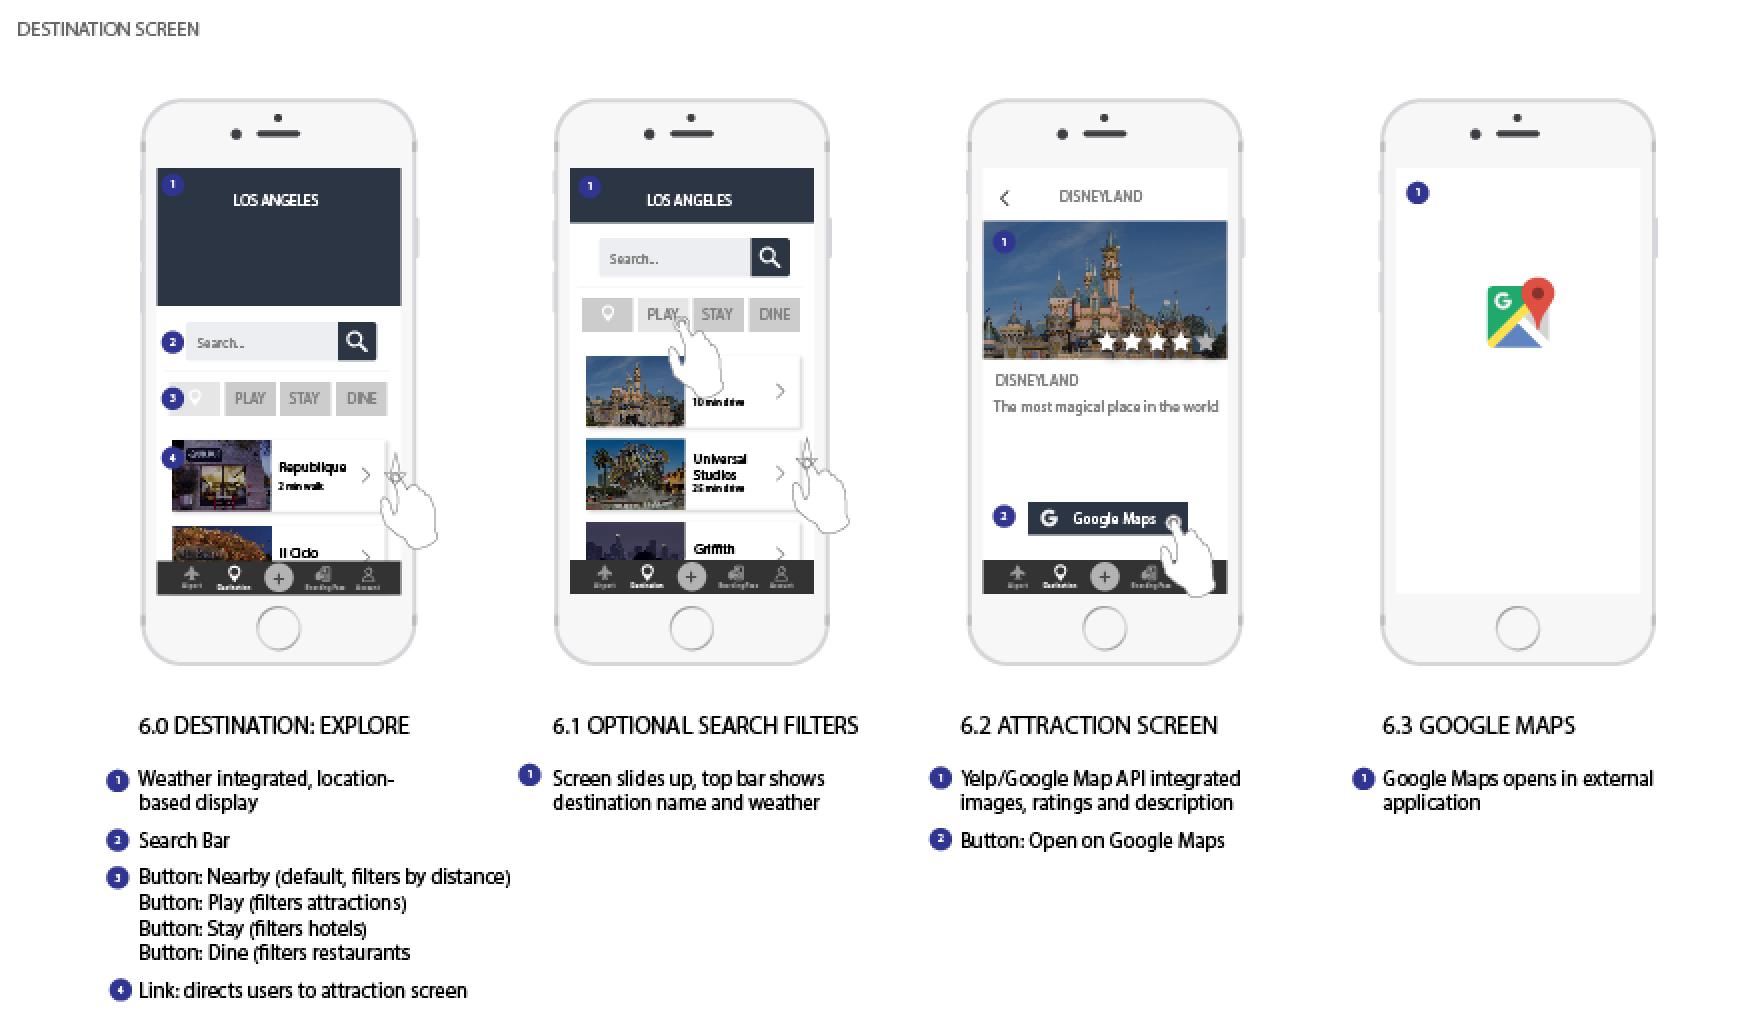 DESTINATION SCREEN
1
LOS ANGELES
2
Search...
3
PLAY
STAY
DINE
4
Republique
2 min walk
Il Cielo
Airport
Destination
Boarding Pass
Account
1
LOS ANGELES
Search...
PLAY
STAY
DINE
10 min drive
Universal
Studios
25 min drive
Griffith
Airport
Destination
Boarding Pass
Account
DISNEYLAND
1
DISNEYLAND
The most magical place in the world
2
G Google Maps
Airport
Destination
1
G
6.0 DESTINATION: EXPLORE
1 Weather integrated, location-
based display
2 Search Bar
3 Button: Nearby (default, filters by distance)
Button: Play (filters attractions)
Button: Stay (filters hotels)
Button: Dine (filters restaurants
4 Link: directs users to attraction screen
6.1 OPTIONAL SEARCH FILTERS
1 Screen slides up, top bar shows
destination name and weather
6.2 ATTRACTION SCREEN
1 Yelp/Google Map API integrated
images, ratings and description
2 Button: Open on Google Maps
6.3 GOOGLE MAPS
1 Google Maps opens in external
application